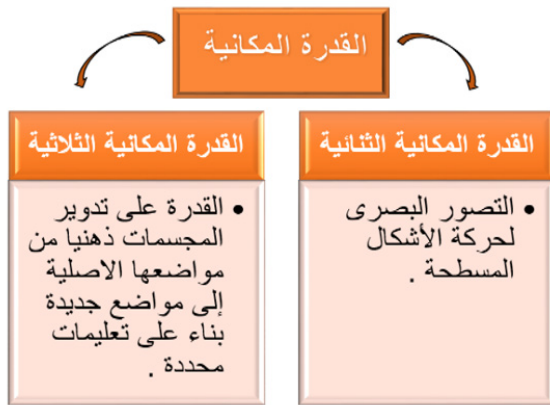 القدرة المكانية
القدرة المكانية الثنائية
• التصور البصرى
لحركة الأشكال
المسطحة .
القدرة المكانية الثلاثية
• القدرة على تدوير
المجسمات ذهنيا من
مواضعها الاصلية
إلى مواضع جديدة
بناء على تعليمات
محددة .